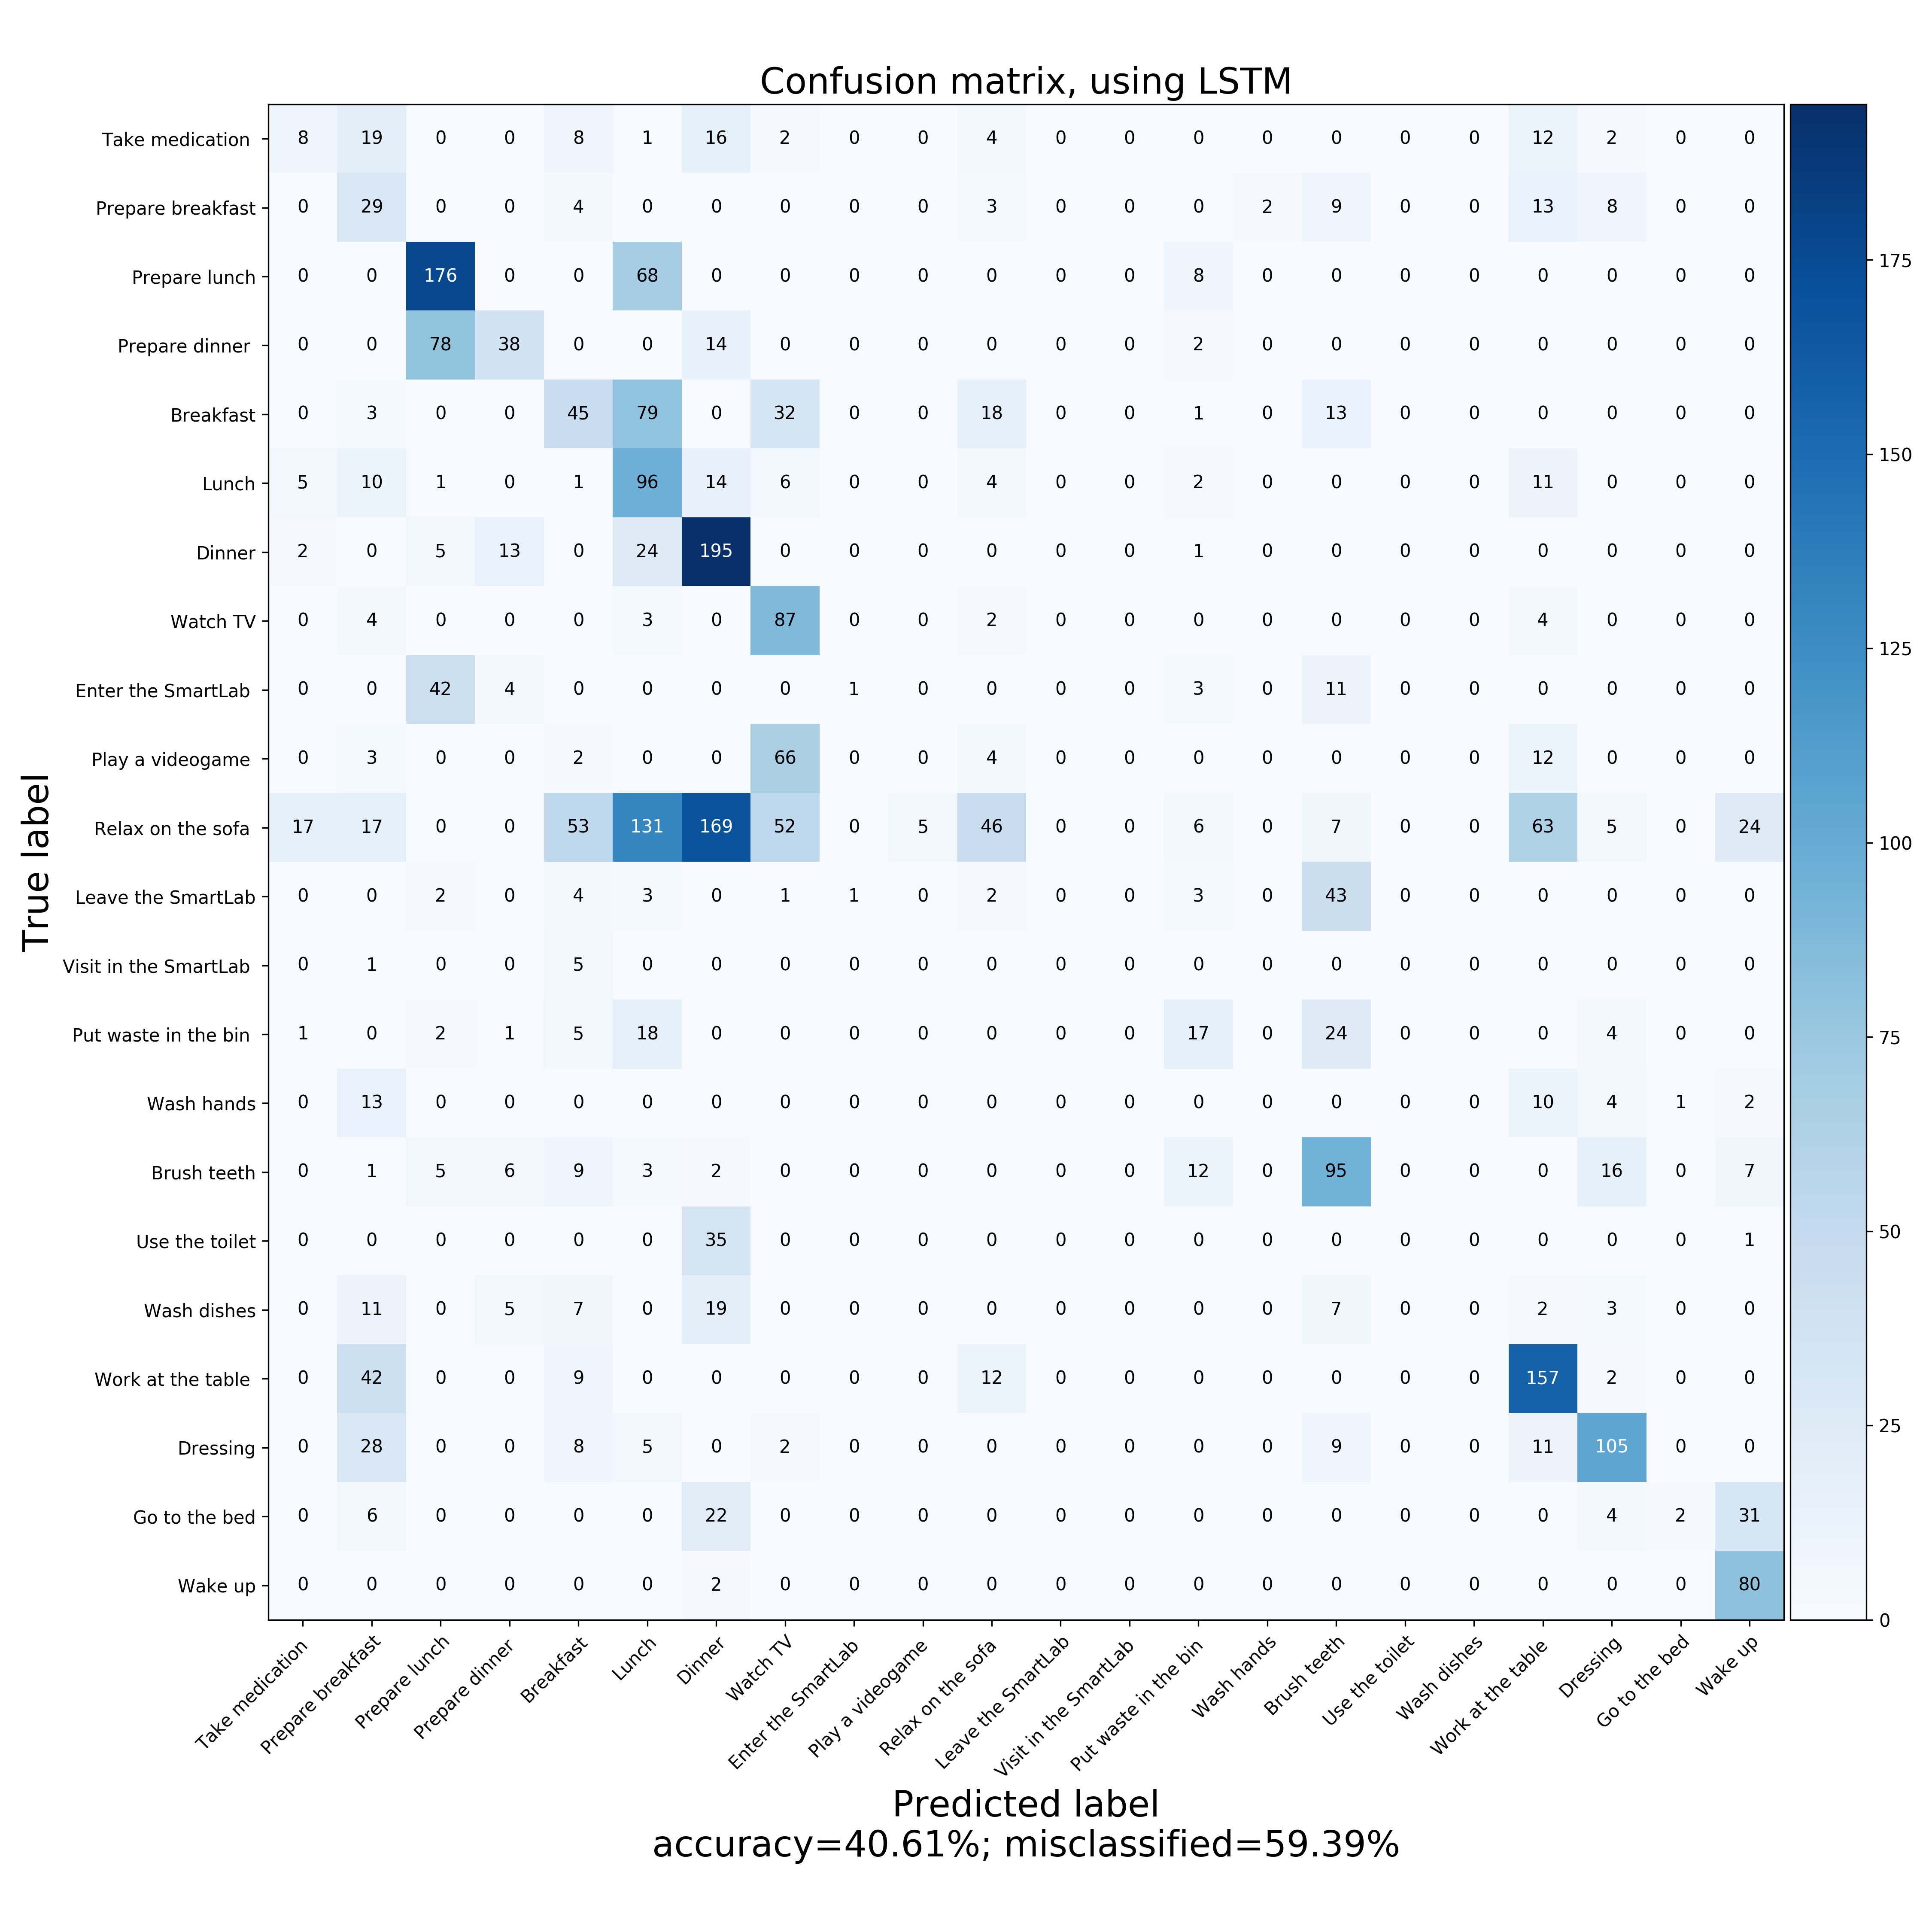 Confusion matrix, using LSTM
Take medication 8 19 0 0 8 1 16 2 0 0 4 0 0 0 0 0 0 0 12 2 0 0
Prepare breakfast 0 29 0 0 4 0 0 0 0 0 3 0 0 0 2 9 0 0 13 8 0 0
Prepare lunch 0 0 176 0 0 68 0 0 0 0 0 0 0 8 0 0 0 0 0 0 0 0
Prepare dinner 0 0 78 38 0 0 14 0 0 0 0 0 0 2 0 0 0 0 0 0 0 0
Breakfast 0 3 0 0 45 79 0 32 0 0 18 0 0 1 0 13 0 0 0 0 0 0
Lunch 5 10 1 0 1 96 14 6 0 0 4 0 0 2 0 0 0 0 11 0 0 0
Dinner 2 0 5 13 0 24 195 0 0 0 0 0 0 1 0 0 0 0 0 0 0 0
Watch TV 0 4 0 0 0 3 0 87 0 0 2 0 0 0 0 0 0 0 4 0 0 0
Enter the SmartLab 0 0 42 4 0 0 0 0 1 0 0 0 0 3 0 11 0 0 0 0 0 0
Play a videogame 0 3 0 0 2 0 0 66 0 0 4 0 0 0 0 0 0 0 12 0 0 0
Relax on the sofa 17 17 0 0 53 131 169 52 0 5 46 0 0 6 0 7 0 0 63 5 0 24
Leave the SmartLab 0 0 2 0 4 3 0 1 1 0 2 0 0 3 0 43 0 0 0 0 0 0
Visit in the SmartLab 0 1 0 0 5 0 0 0 0 0 0 0 0 0 0 0 0 0 0 0 0 0
Put waste in the bin 1 0 2 1 5 18 0 0 0 0 0 0 0 17 0 24 0 0 0 4 0 0
Wash hands 0 13 0 0 0 0 0 0 0 0 0 0 0 0 0 0 0 0 10 4 1 2
Brush teeth 0 1 5 6 9 3 2 0 0 0 0 0 0 12 0 95 0 0 0 16 0 7
Use the toilet 0 0 0 0 0 0 35 0 0 0 0 0 0 0 0 0 0 0 0 0 0 1
Wash dishes 0 11 0 5 7 0 19 0 0 0 0 0 0 0 0 7 0 0 2 3 0 0
Work at the table 0 42 0 0 9 0 0 0 0 0 12 0 0 0 0 0 0 0 157 2 0 0
Dressing 0 28 0 0 8 5 0 2 0 0 0 0 0 0 0 9 0 0 11 105 0 0
Go to the bed 0 6 0 0 0 0 22 0 0 0 0 0 0 0 0 0 0 0 0 4 2 31
Wake up 0 0 0 0 0 0 2 0 0 0 0 0 0 0 0 0 0 0 0 0 0 80
True label
Take medication
Prepare breakfast
Prepare lunch
Prepare dinner
Breakfast
Lunch
Dinner
Watch TV
Enter the SmartLab
Play a videogame
Relax on the sofa
Leave the SmartLab
Visit in the SmartLab
Put waste in the bin
Wash hands
Brush teeth
Use the toilet
Wash dishes
Work at the table
Dressing
Go to the bed
Wake up
Predicted label
accuracy=40.61%; misclassified=59.39%
175
150
125
100
75
50
25
0